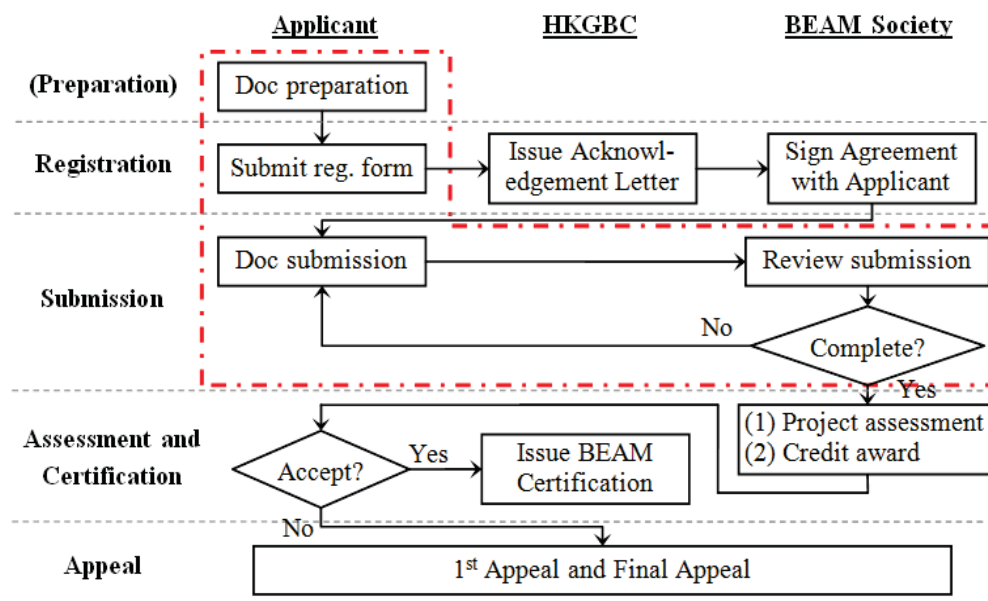 Applicant HKGBC BEAM Society
(Preparation) Doc preparation
Registration Submit reg. form
Issue Acknowl-
edgement Letter
Sign Agreement
with Applicant
Submission
Doc submission Review submission
No Complete?
Yes
Assessment and
Certification
Accept? Yes
Issue BEAM
Certification
(1) Project assessment
(2) Credit award
No
Appeal 1st Appeal and Final Appeal